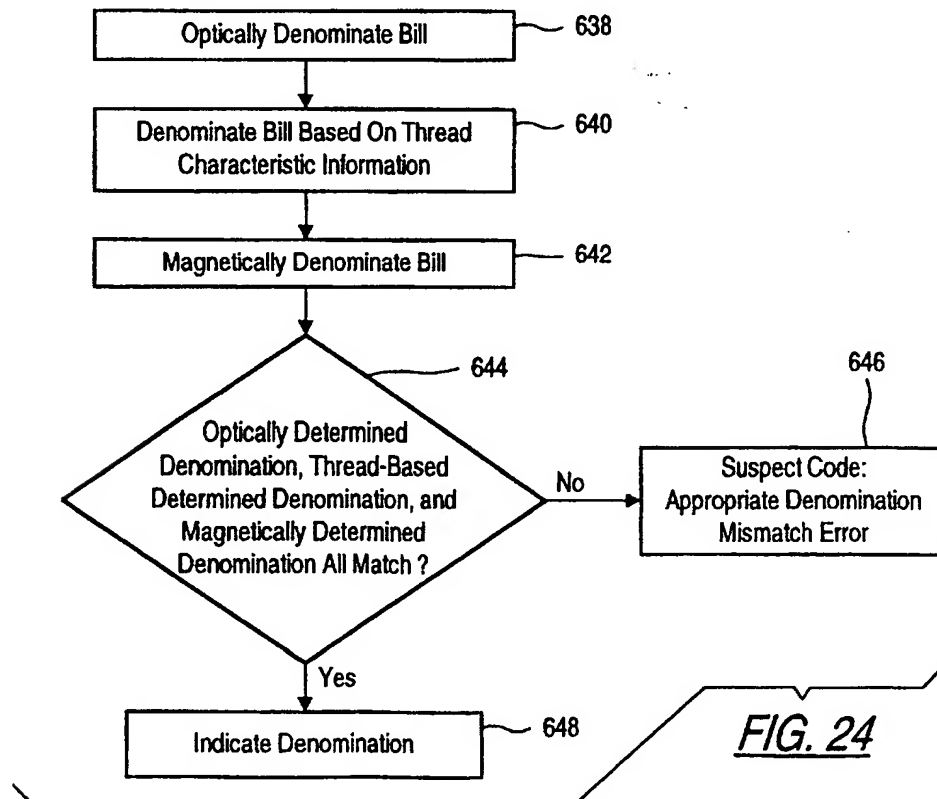 Optically Denominate Bill
638
Denominate Bill Based On Thread
Characteristic Information
640
Magnetically Denominate Bill
642
644
Optically Determined
Denomination, Thread-Based
Determined Denomination, and
Magnetically Determined
Denomination All Match ?
No
646
Suspect Code:
Appropriate Denomination
Mismatch Error
Yes
Indicate Denomination
648
FIG. 24